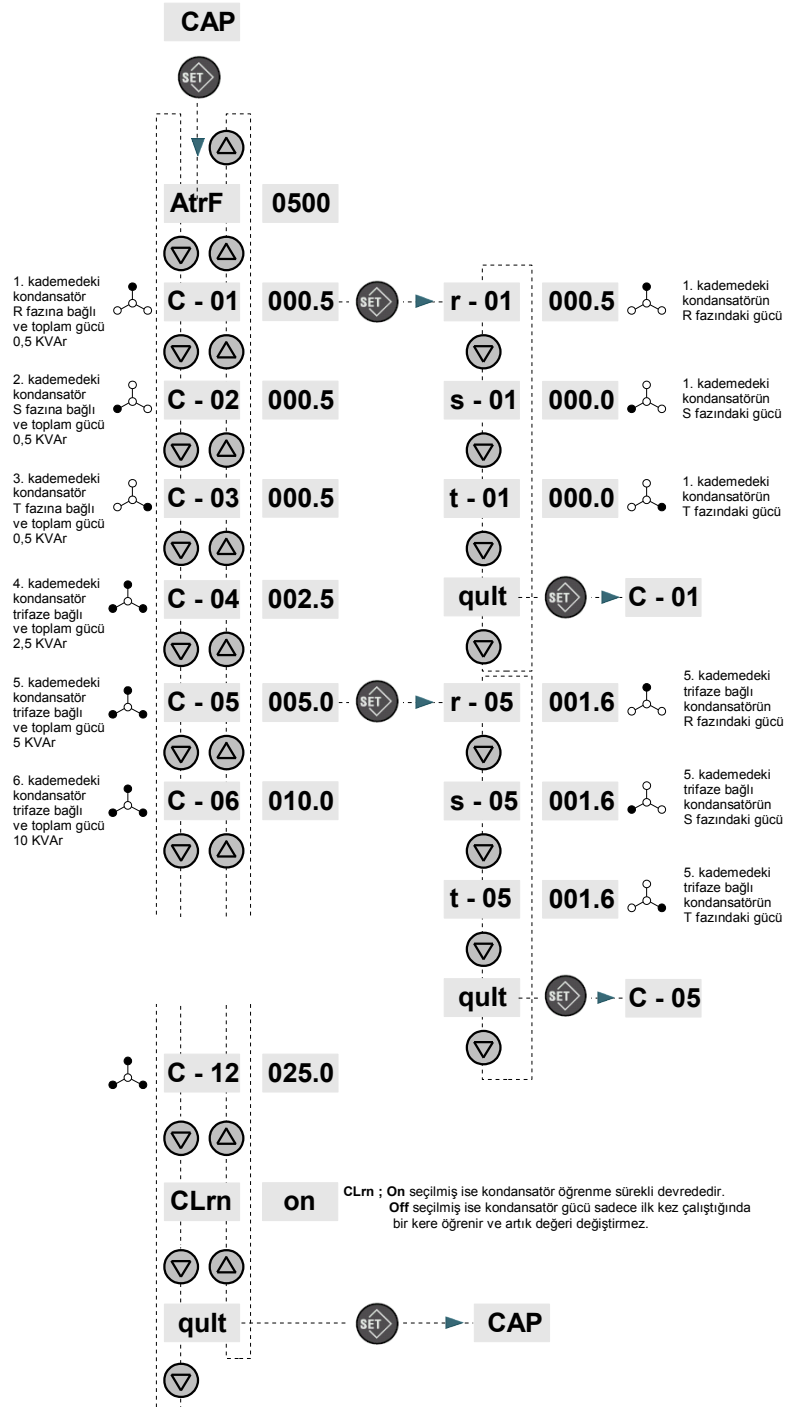 CAP
SET
AtrF 0500
1. kademedeki
kondansatör
R fazına bağlı
ve toplam gücü
0,5 KVAr
C - 01 000.5 SET r - 01 000.5
1. kademedeki
kondansatörün
R fazındaki gücü
2. kademedeki
kondansatör
S fazına bağlı
ve toplam gücü
0,5 KVAr
C - 02 000.5 s - 01 000.0
1. kademedeki
kondansatörün
S fazındaki gücü
3. kademedeki
kondansatör
T fazına bağlı
ve toplam gücü
0,5 KVAr
C - 03 000.5 t - 01 000.0
1. kademedeki
kondansatörün
T fazındaki gücü
4. kademedeki
kondansatör
trifaze bağlı
ve toplam gücü
2,5 KVAr
C - 04 002.5 quIt SET C - 01
5. kademedeki
kondansatör
trifaze bağlı
ve toplam gücü
5 KVAr
C - 05 005.0 SET r - 05 001.6
5. kademedeki
trifaze bağlı
kondansatörün
R fazındaki gücü
6. kademedeki
kondansatör
trifaze bağlı
ve toplam gücü
10 KVAr
C - 06 010.0 s - 05 001.6
5. kademedeki
trifaze bağlı
kondansatörün
S fazındaki gücü
t - 05 001.6
5. kademedeki
trifaze bağlı
kondansatörün
T fazındaki gücü
quIt SET C - 05
C - 12 025.0
CLrn on
CLrn ; On seçilmiş ise kondansatör öğrenme sürekli devrededir.
Off seçilmiş ise kondansatör gücü sadece ilk kez çalıştığında
bir kere öğrenir ve artık değeri değiştirmez.
quIt SET CAP